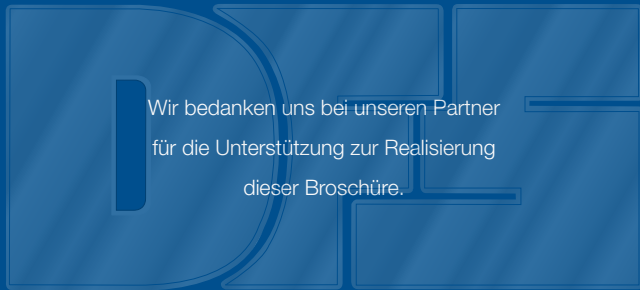 Wir bedanken uns bei unseren Partner
für die Unterstützung zur Realisierung
dieser Broschüre.